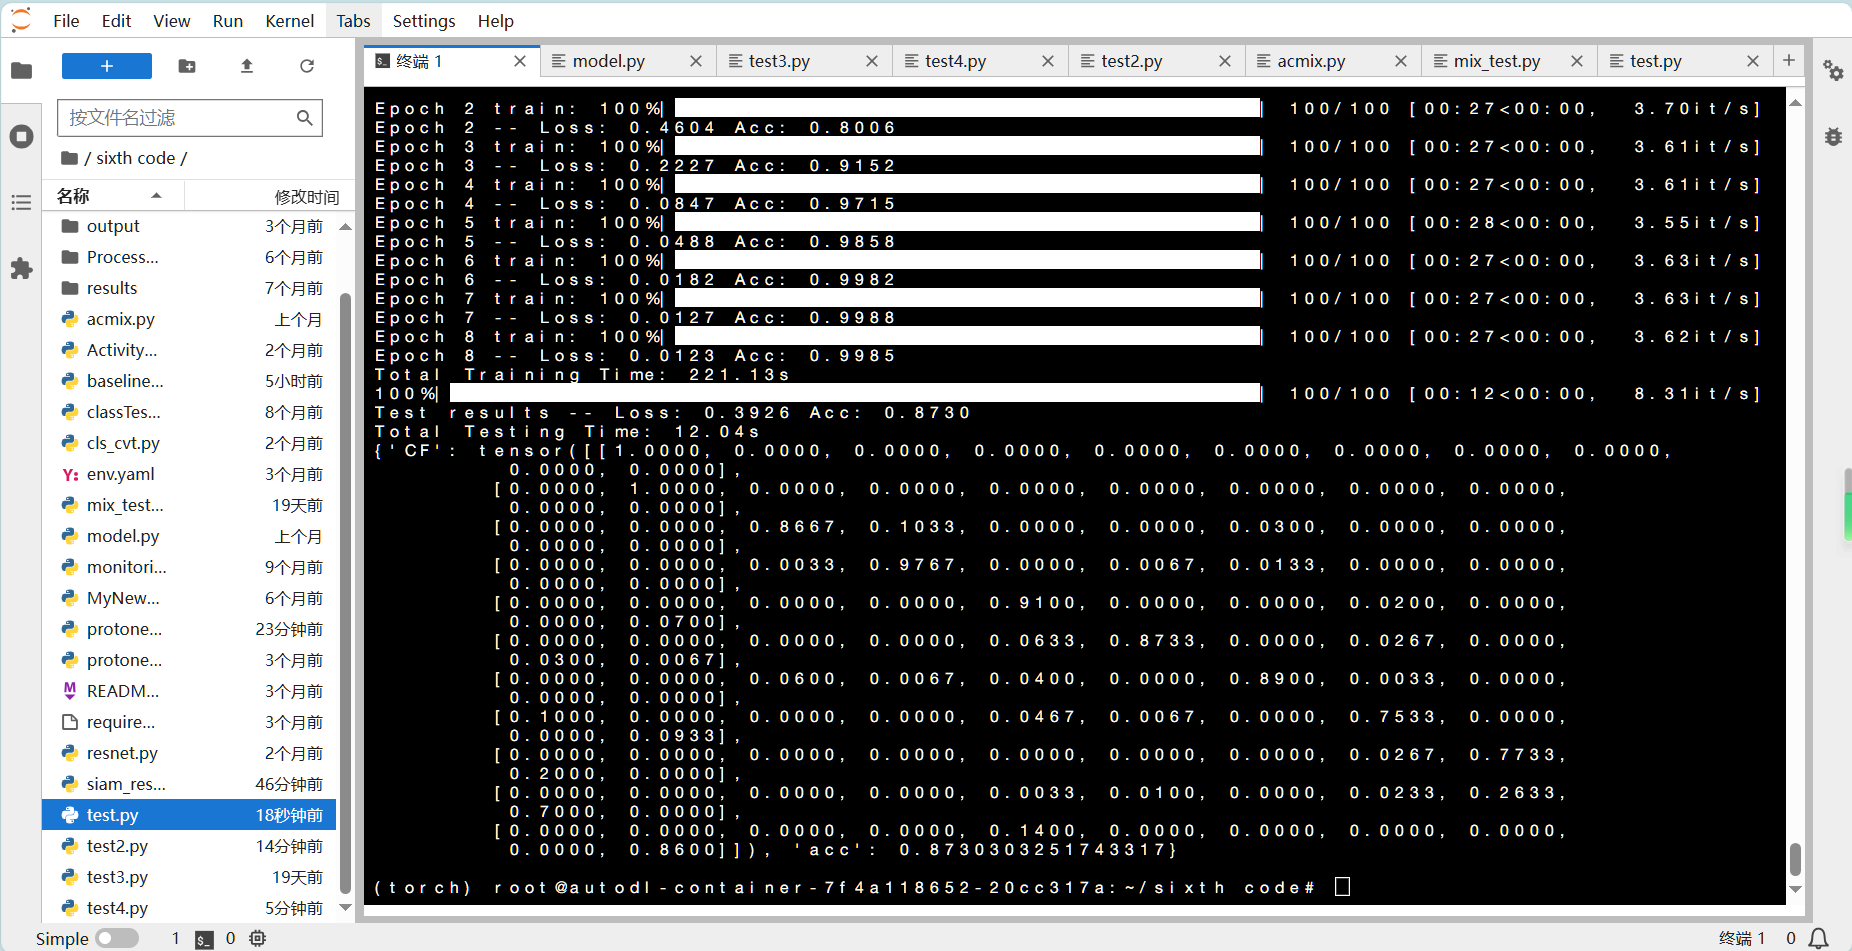 File Edit View Run Kernel Tabs Settings Help
+
按文件名过滤
/ sixth code /
名称 修改时间
output 3个月前
Process... 6个月前
results 7个月前
acmix.py 上个月
Activity... 2个月前
baseline... 5小时前
classTes... 8个月前
cls_cvt.py 2个月前
Y: env.yaml 3个月前
mix_test... 19天前
model.py 上个月
monitori... 9个月前
MyNew... 6个月前
protone... 23分钟前
protone... 3个月前
M READM... 3个月前
require... 3个月前
resnet.py 2个月前
siam_res... 46分钟前
test.py 18秒钟前
test2.py 14分钟前
test3.py 19天前
test4.py 5分钟前
终端 1 model.py test3.py test4.py test2.py acmix.py mix_test.py test.py +
Epoch 2 train: 100%| | 100/100 [00:27<00:00, 3.70it/s]
Epoch 2 -- Loss: 0.4604 Acc: 0.8006
Epoch 3 train: 100%| | 100/100 [00:27<00:00, 3.61it/s]
Epoch 3 -- Loss: 0.2227 Acc: 0.9152
Epoch 4 train: 100%| | 100/100 [00:27<00:00, 3.61it/s]
Epoch 4 -- Loss: 0.0847 Acc: 0.9715
Epoch 5 train: 100%| | 100/100 [00:28<00:00, 3.55it/s]
Epoch 5 -- Loss: 0.0488 Acc: 0.9858
Epoch 6 train: 100%| | 100/100 [00:27<00:00, 3.63it/s]
Epoch 6 -- Loss: 0.0182 Acc: 0.9982
Epoch 7 train: 100%| | 100/100 [00:27<00:00, 3.63it/s]
Epoch 7 -- Loss: 0.0127 Acc: 0.9988
Epoch 8 train: 100%| | 100/100 [00:27<00:00, 3.62it/s]
Epoch 8 -- Loss: 0.0123 Acc: 0.9985
Total Training Time: 221.13s
100%| | 100/100 [00:12<00:00, 8.31it/s]
Test results -- Loss: 0.3926 Acc: 0.8730
Total Testing Time: 12.04s
{'CF': tensor([[1.0000, 0.0000, 0.0000, 0.0000, 0.0000, 0.0000, 0.0000, 0.0000, 0.0000,
0.0000, 0.0000],
[0.0000, 1.0000, 0.0000, 0.0000, 0.0000, 0.0000, 0.0000, 0.0000, 0.0000,
0.0000, 0.0000],
[0.0000, 0.0000, 0.8667, 0.1033, 0.0000, 0.0000, 0.0300, 0.0000, 0.0000,
0.0000, 0.0000],
[0.0000, 0.0000, 0.0033, 0.9767, 0.0000, 0.0067, 0.0133, 0.0000, 0.0000,
0.0000, 0.0000],
[0.0000, 0.0000, 0.0000, 0.0000, 0.9100, 0.0000, 0.0000, 0.0200, 0.0000,
0.0000, 0.0700],
[0.0000, 0.0000, 0.0000, 0.0000, 0.0633, 0.8733, 0.0000, 0.0267, 0.0000,
0.0300, 0.0067],
[0.0000, 0.0000, 0.0600, 0.0067, 0.0400, 0.0000, 0.8900, 0.0033, 0.0000,
0.0000, 0.0000],
[0.1000, 0.0000, 0.0000, 0.0000, 0.0467, 0.0067, 0.0000, 0.7533, 0.0000,
0.0000, 0.0933],
[0.0000, 0.0000, 0.0000, 0.0000, 0.0000, 0.0000, 0.0000, 0.0267, 0.7733,
0.2000, 0.0000],
[0.0000, 0.0000, 0.0000, 0.0000, 0.0033, 0.0100, 0.0000, 0.0233, 0.2633,
0.7000, 0.0000],
[0.0000, 0.0000, 0.0000, 0.0000, 0.1400, 0.0000, 0.0000, 0.0000, 0.0000,
0.0000, 0.8600]]), 'acc': 0.8730303251743317}
(torch) root@autodl-container-7f4a118652-20cc317a:~/sixth code#
Simple 1 $_ 0 终端 1 0